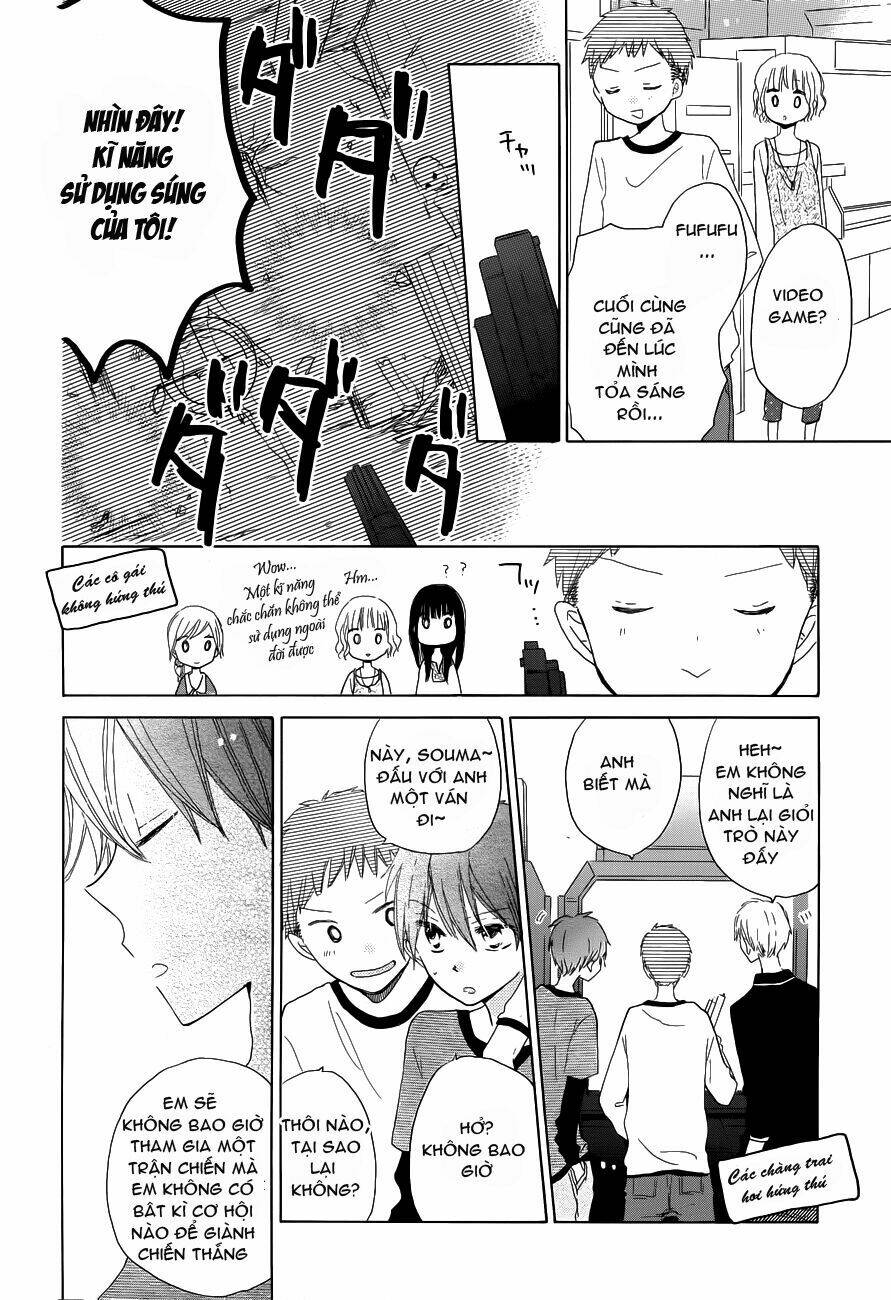 VIDEO
GAME?
FUFUFU
...
CUỐI CÙNG
CŨNG ĐÃ
ĐẾN LÚC
MÌNH
TỎA SÁNG
RỒI...
チャッ
NHÌN ĐÂY!
KĨ NĂNG
SỬ DỤNG SÚNG
CỦA TÔI!
ダダダ
ダダダ
? ?
Hm...
Wow...
Một kĩ năng
chắc chắn không thể
sử dụng ngoài
đời được
Các cô gái
không hứng thú
HEH~
EM KHÔNG
NGHĨ LÀ
ANH LẠI GIỎI
TRÒ NÀY
ĐẤY
ANH
BIẾT MÀ
Các chàng trai
hơi hứng thú
NÀY, SOUMA~
ĐẤU VỚI ANH
MỘT VÁN
ĐI~
HỞ?
KHÔNG BAO
GIỜ
THÔI NÀO,
TẠI SAO
LẠI
KHÔNG?
EM SẼ
KHÔNG BAO GIỜ
THAM GIA MỘT
TRẬN CHIẾN MÀ
EM KHÔNG CÓ
BẤT KÌ CƠ HỘI
NÀO ĐỂ GIÀNH
CHIẾN THẮNG